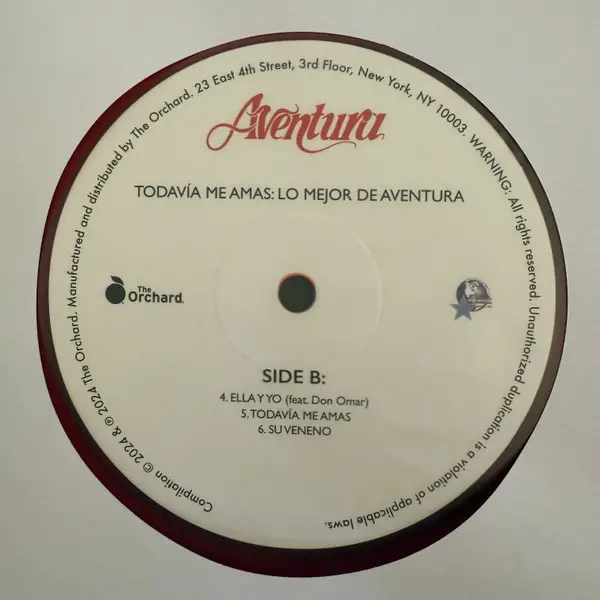 Compilation © 2024 & ℗ 2024 The Orchard. Manufactured and distributed by The Orchard. 23 East 4th Street, 3rd Floor, New York, NY 10003. WARNING: All rights reserved. Unauthorized duplication is a violation of applicable laws.
Aventura
TODAVÍA ME AMAS: LO MEJOR DE AVENTURA
The
Orchard
SIDE B:
4. ELLA Y YO (feat. Don Omar)
5. TODAVÍA ME AMAS
6. SU VENENO